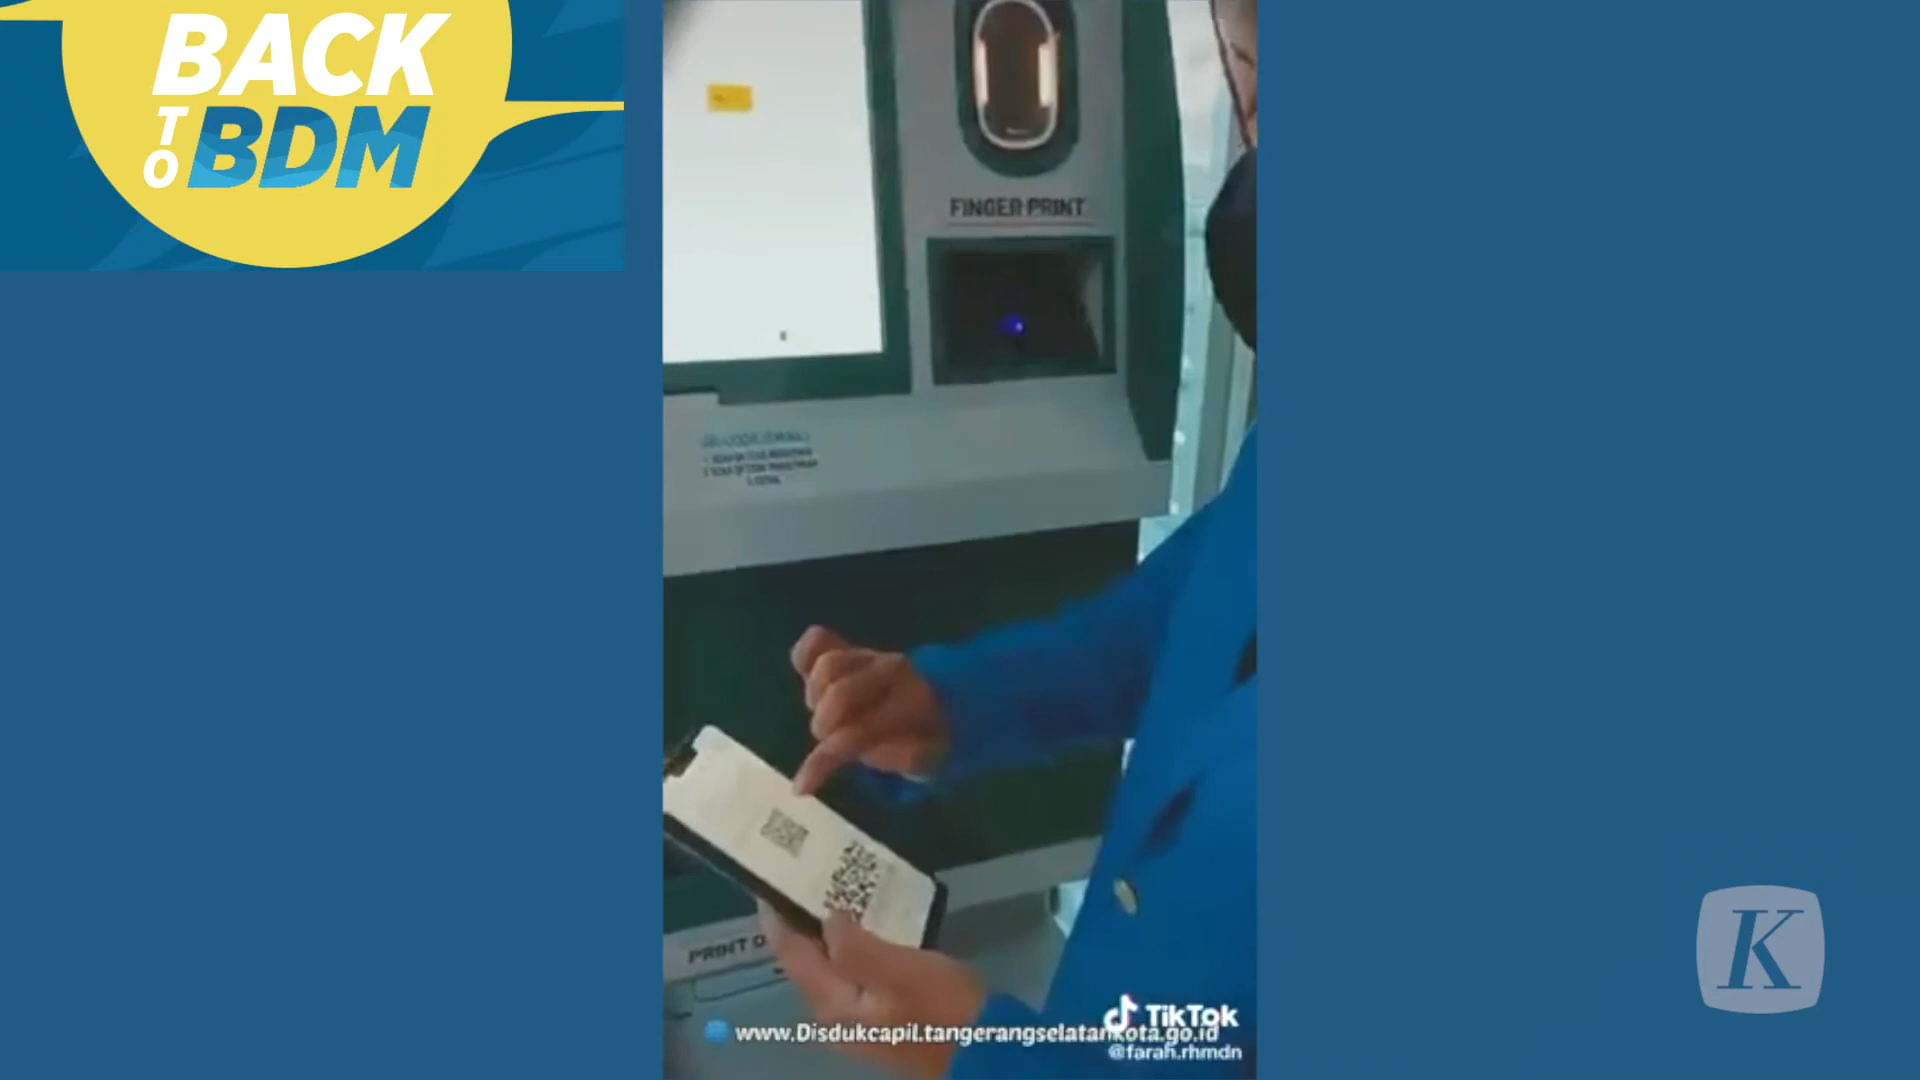 BACK
TO
BDM
FINGER PRINT
PRINT
K
TikTok
www.Disdukcapil.tangerangselatankota.go.id
@farah.rhmdn